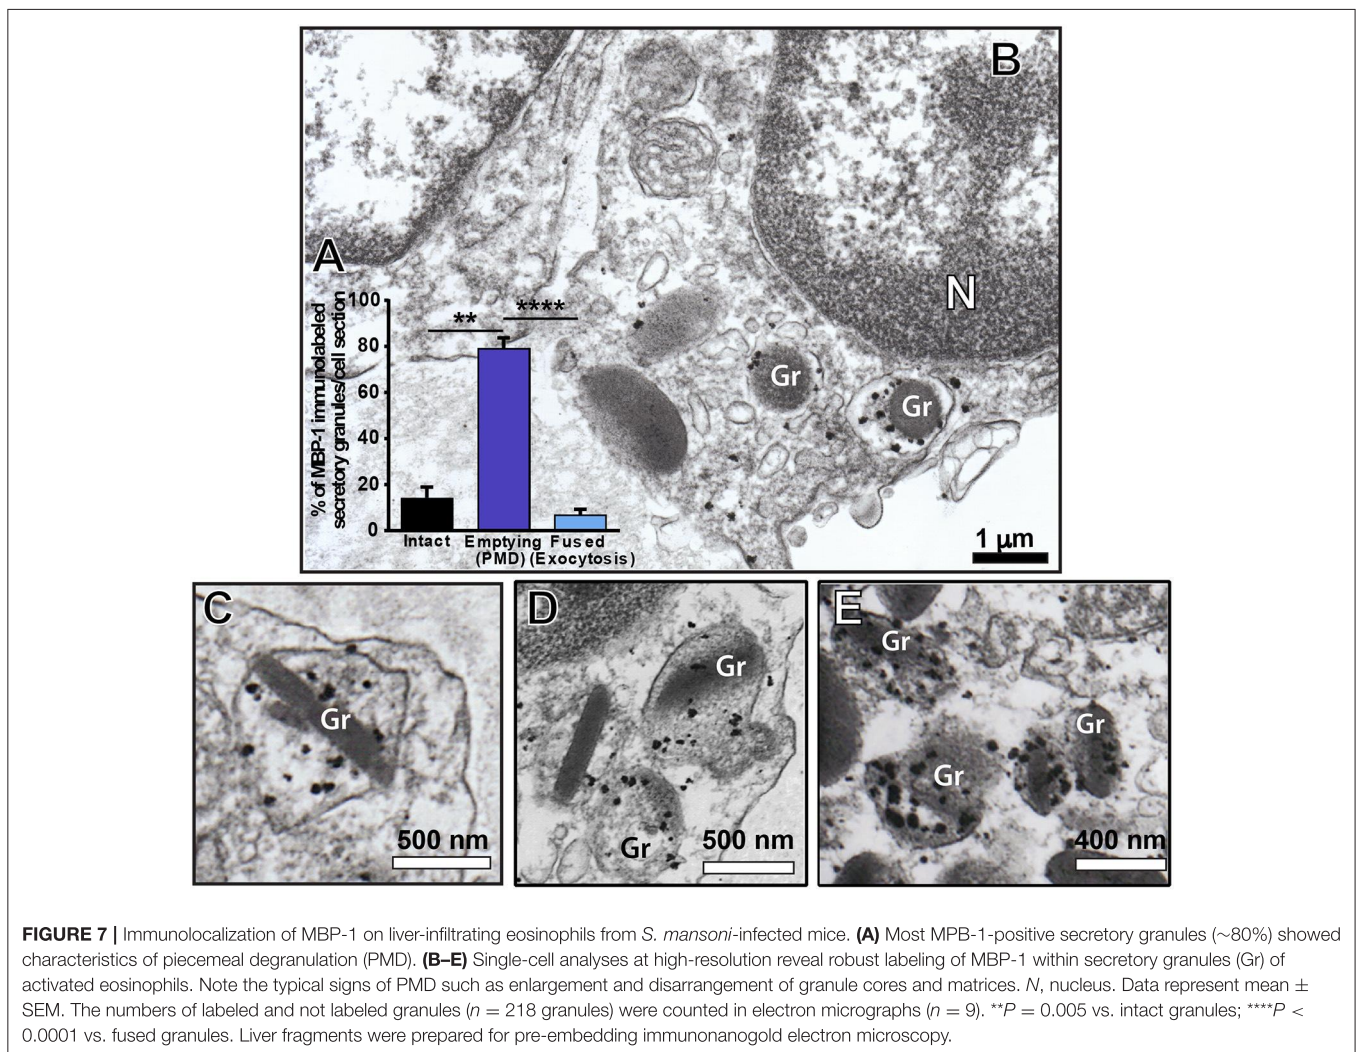 B
N
Gr
Gr
1 µm
A
% of MBP-1 immunolabeled
secretory granules/cell section
100
80
60
40
20
0
**
****
Intact Emptying Fused
(PMD) (Exocytosis)
C
Gr
500 nm
D
Gr
Gr
500 nm
E
Gr
Gr
Gr
400 nm
FIGURE 7 | Immunolocalization of MBP-1 on liver-infiltrating eosinophils from S. mansoni-infected mice. (A) Most MPB-1-positive secretory granules (∼80%) showed
characteristics of piecemeal degranulation (PMD). (B–E) Single-cell analyses at high-resolution reveal robust labeling of MBP-1 within secretory granules (Gr) of
activated eosinophils. Note the typical signs of PMD such as enlargement and disarrangement of granule cores and matrices. N, nucleus. Data represent mean ±
SEM. The numbers of labeled and not labeled granules (n = 218 granules) were counted in electron micrographs (n = 9). **P = 0.005 vs. intact granules; ****P <
0.0001 vs. fused granules. Liver fragments were prepared for pre-embedding immunonanogold electron microscopy.